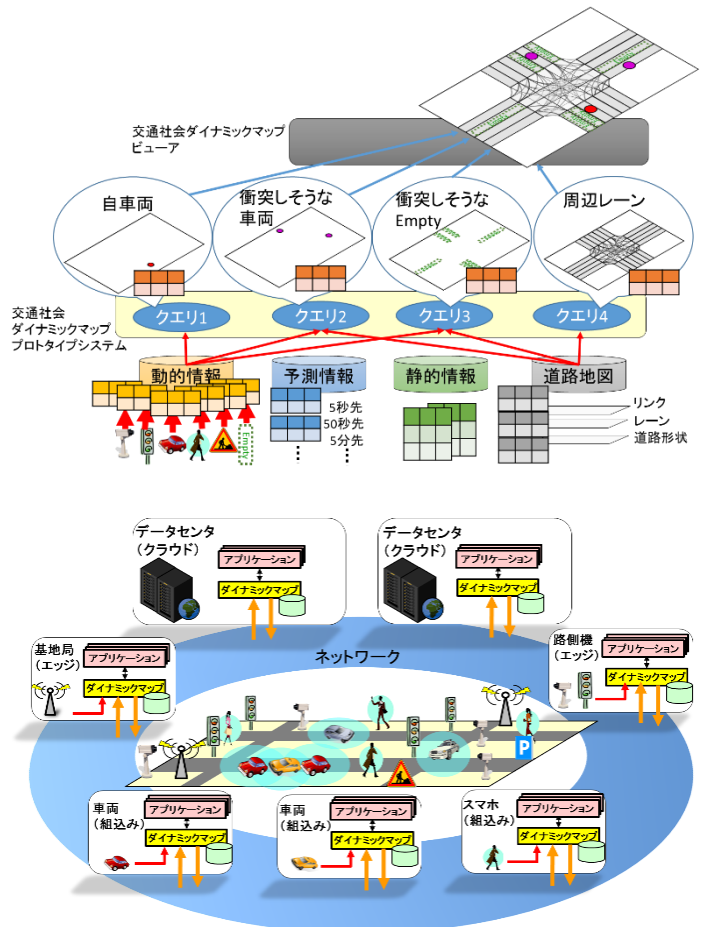 交通社会ダイナミックマップ
ビューア
自車両
衝突しそうな
車両
衝突しそうな
Empty
周辺レーン
交通社会
ダイナミックマップ
プロトタイプシステム
クエリ1
クエリ2
クエリ3
クエリ4
動的情報
予測情報
静的情報
道路地図
5秒先
50秒先
5分先
リンク
レーン
道路形状
Empty
データセンタ
(クラウド)
アプリケーション
ダイナミックマップ
データセンタ
(クラウド)
アプリケーション
ダイナミックマップ
基地局
(エッジ)
アプリケーション
ダイナミックマップ
ネットワーク
路側機
(エッジ)
アプリケーション
ダイナミックマップ
P
車両
(組込み)
アプリケーション
ダイナミックマップ
車両
(組込み)
アプリケーション
ダイナミックマップ
スマホ
(組込み)
アプリケーション
ダイナミックマップ